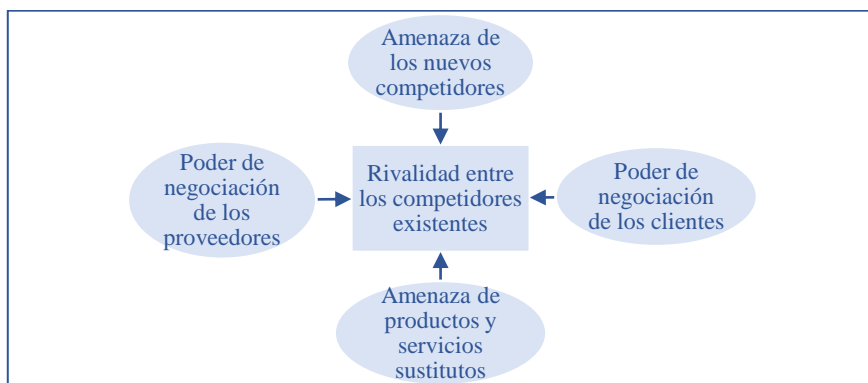 Amenaza de
los nuevos
competidores
Poder de
negociación
de los
proveedores
Rivalidad entre
los competidores
existentes
Poder de
negociación
de los clientes
Amenaza de
productos y
servicios
sustitutos